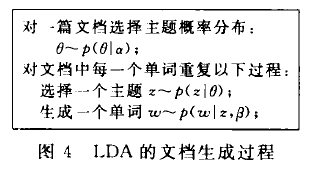 对一篇文档选择主题概率分布：
θ~p(θ|α)；
对文档中每一个单词重复以下过程：
选择一个主题 z~p(z|θ)；
生成一个单词 w~p(w|z,β)；
图 4 LDA 的文档生成过程